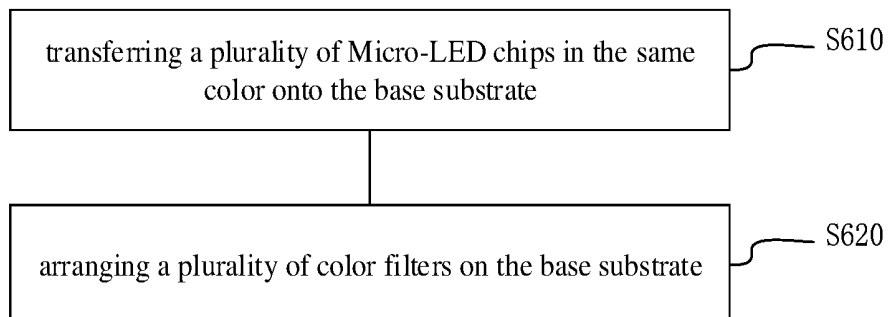 transferring a plurality of Micro-LED chips in the same
color onto the base substrate
S610
arranging a plurality of color filters on the base substrate
S620